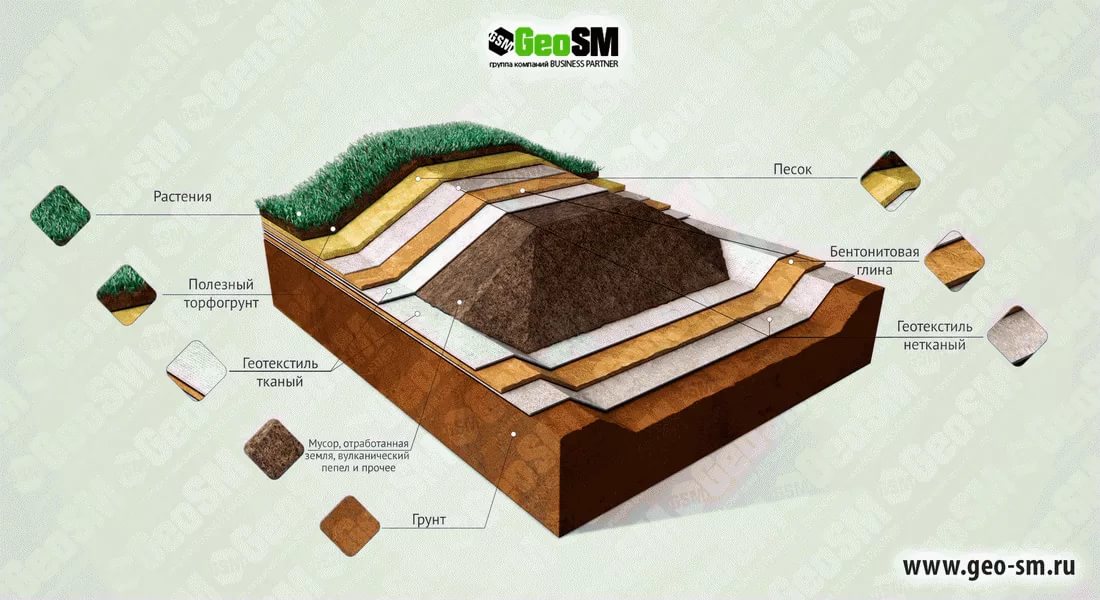 GSM GeoSM
группа компаний BUSINESS PARTNER
Растения
Песок
Полезный
торфогрунт
Бентонитовая
глина
Геотекстиль
тканый
Геотекстиль
нетканый
Мусор, отработанная
земля, вулканический
пепел и прочее
Грунт
www.geo-sm.ru